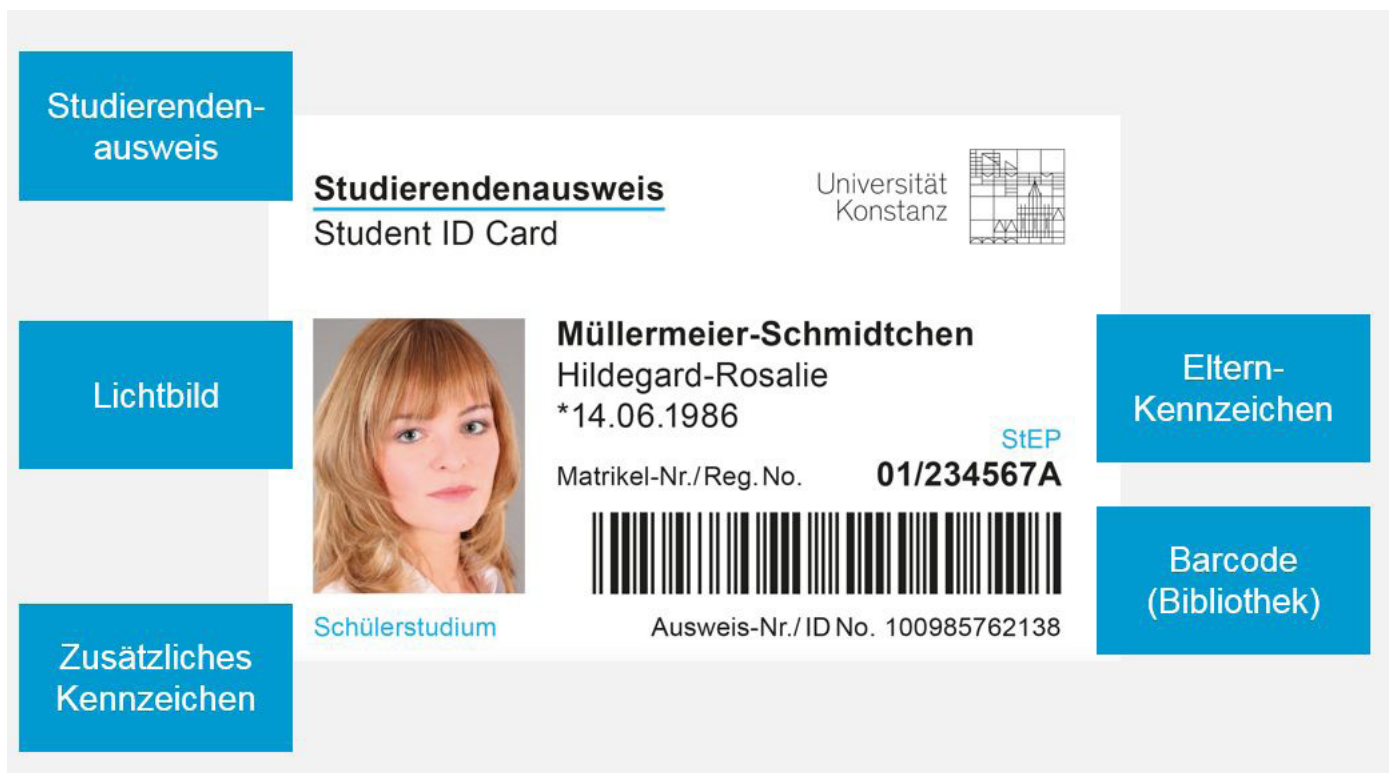 Studierenden-
ausweis
Studierendenausweis
Student ID Card
Universität
Konstanz
Lichtbild
Müllermeier-Schmidtchen
Hildegard-Rosalie
*14.06.1986
StEP
Matrikel-Nr./Reg. No. 01/234567A
Eltern-
Kennzeichen
Barcode
(Bibliothek)
Schülerstudium
Ausweis-Nr./ ID No. 100985762138
Zusätzliches
Kennzeichen